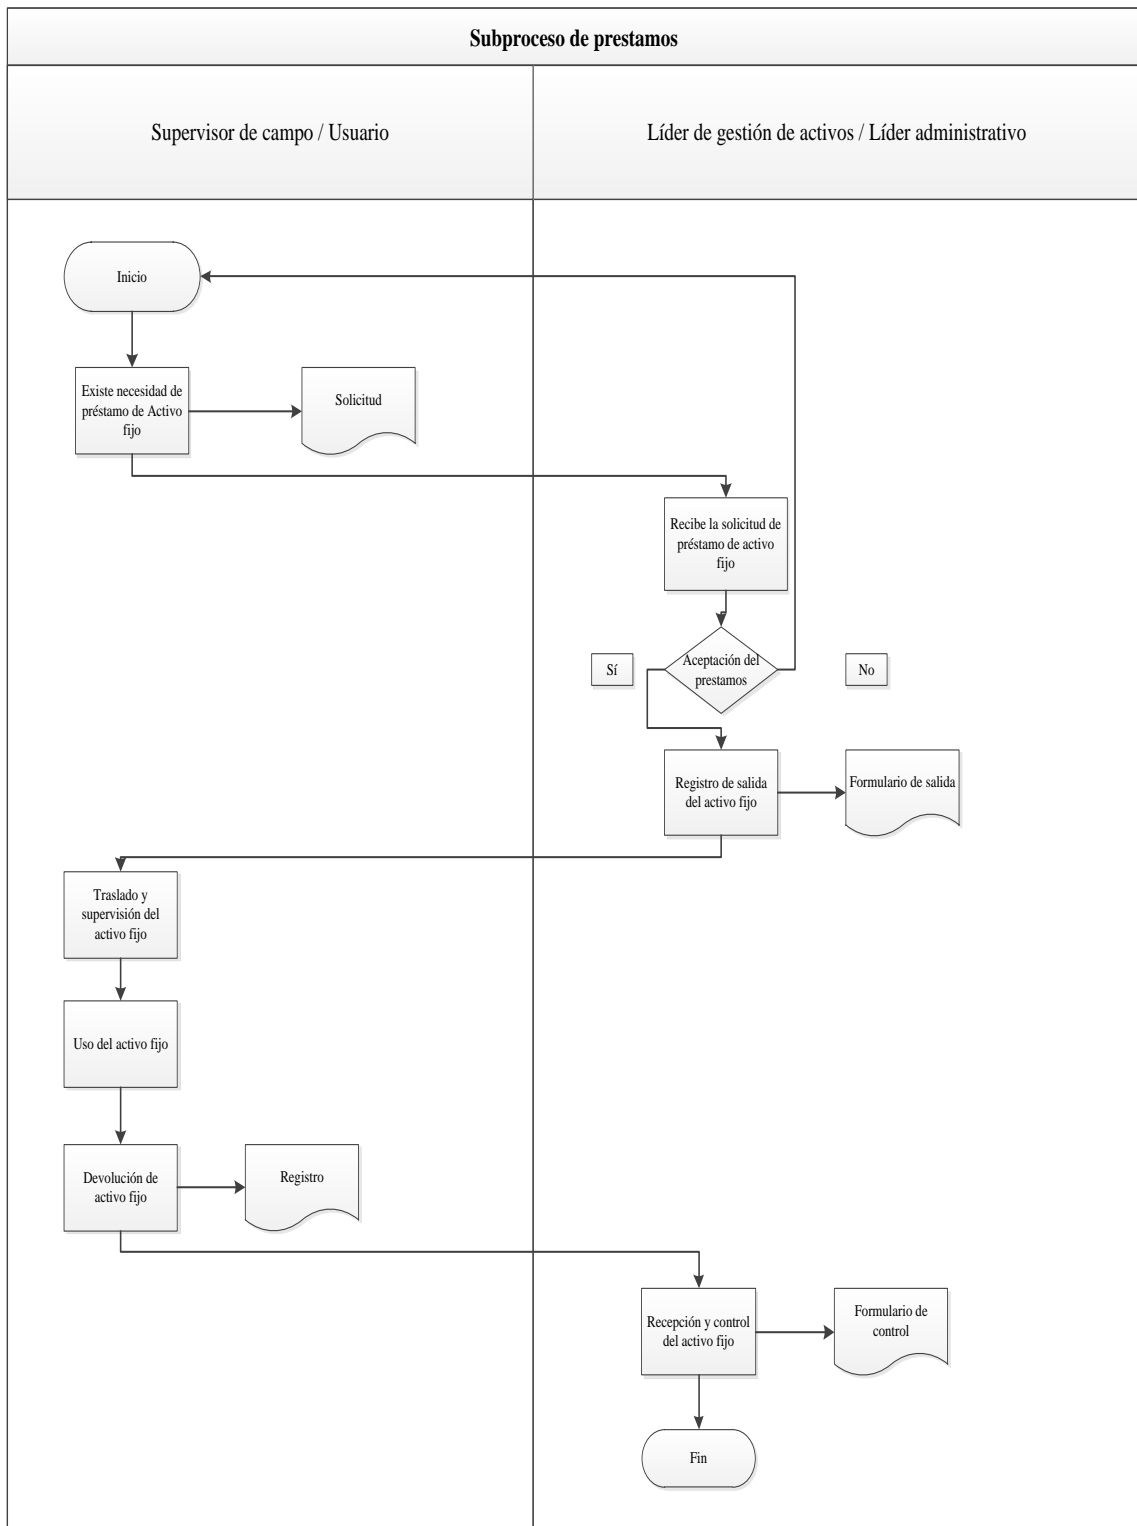 Subproceso de prestamos
Supervisor de campo / Usuario
Líder de gestión de activos / Líder administrativo
Inicio
Existe necesidad de
préstamo de Activo
fijo
Solicitud
Recibe la solicitud de
préstamo de activo
fijo
Sí
Aceptación del
prestamos
No
Registro de salida
del activo fijo
Formulario de salida
Traslado y
supervisión del
activo fijo
Uso del activo fijo
Devolución de
activo fijo
Registro
Recepción y control
del activo fijo
Formulario de
control
Fin